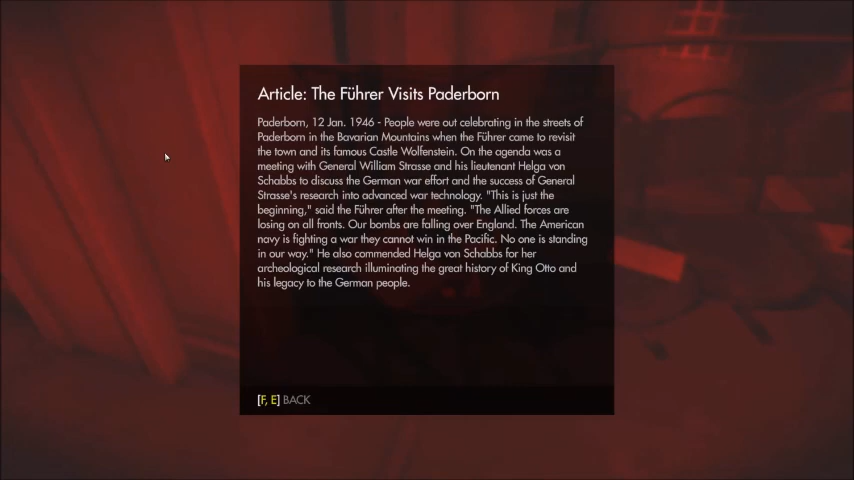 Article: The Führer Visits Paderborn
Paderborn, 12 Jan. 1946 - People were out celebrating in the streets of
Paderborn in the Bavarian Mountains when the Führer came to revisit
the town and its famous Castle Wolfenstein. On the agenda was a
meeting with General William Strasse and his lieutenant Helga von
Schabbs to discuss the German war effort and the success of General
Strasse's research into advanced war technology. "This is just the
beginning," said the Führer after the meeting. "The Allied forces are
losing on all fronts. Our bombs are falling over England. The American
navy is fighting a war they cannot win in the Pacific. No one is standing
in our way." He also commended Helga von Schabbs for her
archeological research illuminating the great history of King Otto and
his legacy to the German people.
[F, E] BACK